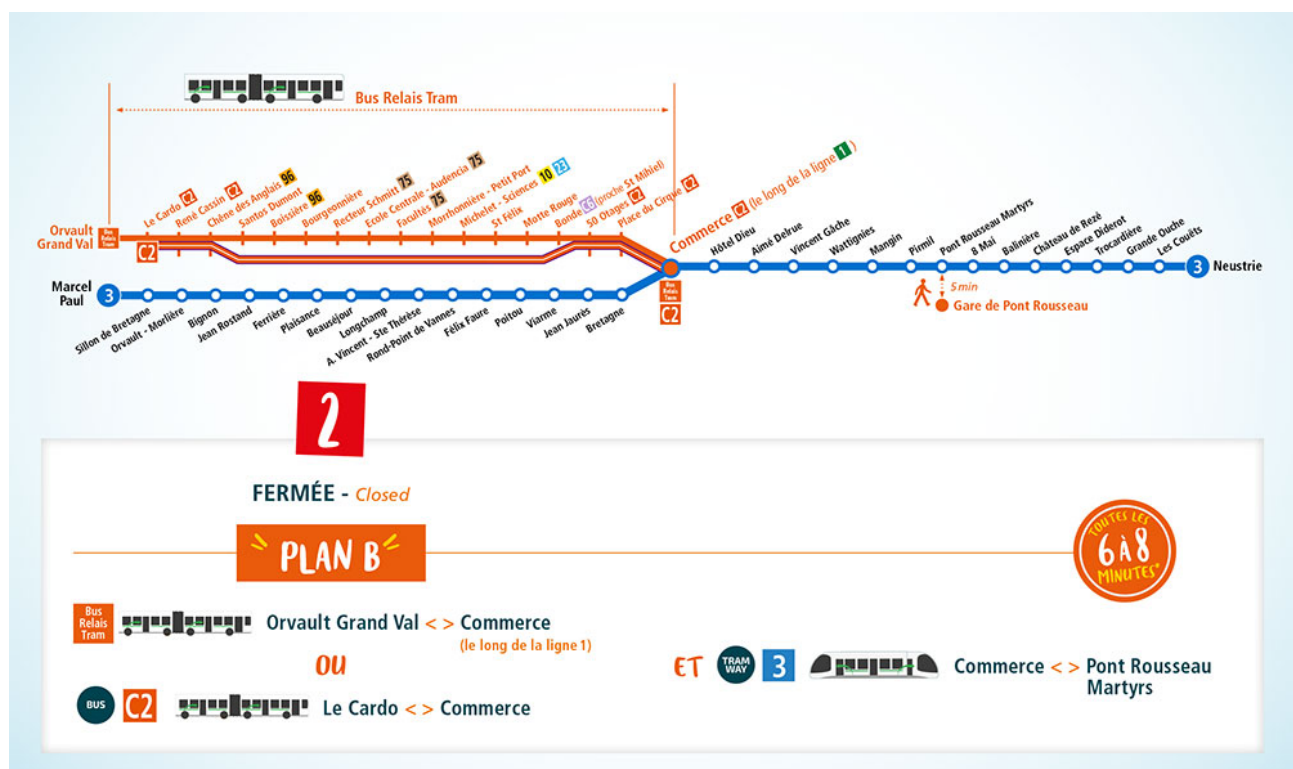 Bus Relais Tram
Orvault
Grand Val
Bus
Relais
Tram
Le Cardo C2
René Cassin C2
Chêne des Anglais 96
Santos Dumont
Boissière 96
Bourgeonnière
Recteur Schmitt 75
Ecole Centrale - Audencia 75
Facultés 75
Morrhonnière - Petit Port
Michelet - Sciences 10 23
St Félix
Motte Rouge
Bonde C6 (proche St Mihiel)
50 Otages C2
Place du Cirque C2
Commerce C2 (le long de la ligne 1)
C2
Hôtel Dieu
Aimé Delrue
Vincent Gâche
Wattignies
Mangin
Pirmil
Pont Rousseau Martyrs
8 Mai
Balinière
Château de Rezé
Espace Diderot
Trocardière
Grande Ouche
Les Couëts
3 Neustrie
5 min
Gare de Pont Rousseau
Bus
Relais
Tram
C2
Marcel
Paul
3
Sillon de Bretagne
Orvault - Morlière
Bignon
Jean Rostand
Ferrière
Plaisance
Beauséjour
Longchamp
A. Vincent - Ste Thérèse
Rond-Point de Vannes
Félix Faure
Poitou
Viarme
Jean Jaurès
Bretagne
2
FERMÉE - Closed
PLAN B
TOUTES LES
6 À 8
MINUTES*
Bus
Relais
Tram
Orvault Grand Val < > Commerce
(le long de la ligne 1)
OU
BUS C2 Le Cardo < > Commerce
ET TRAM
WAY 3 Commerce < > Pont Rousseau
Martyrs